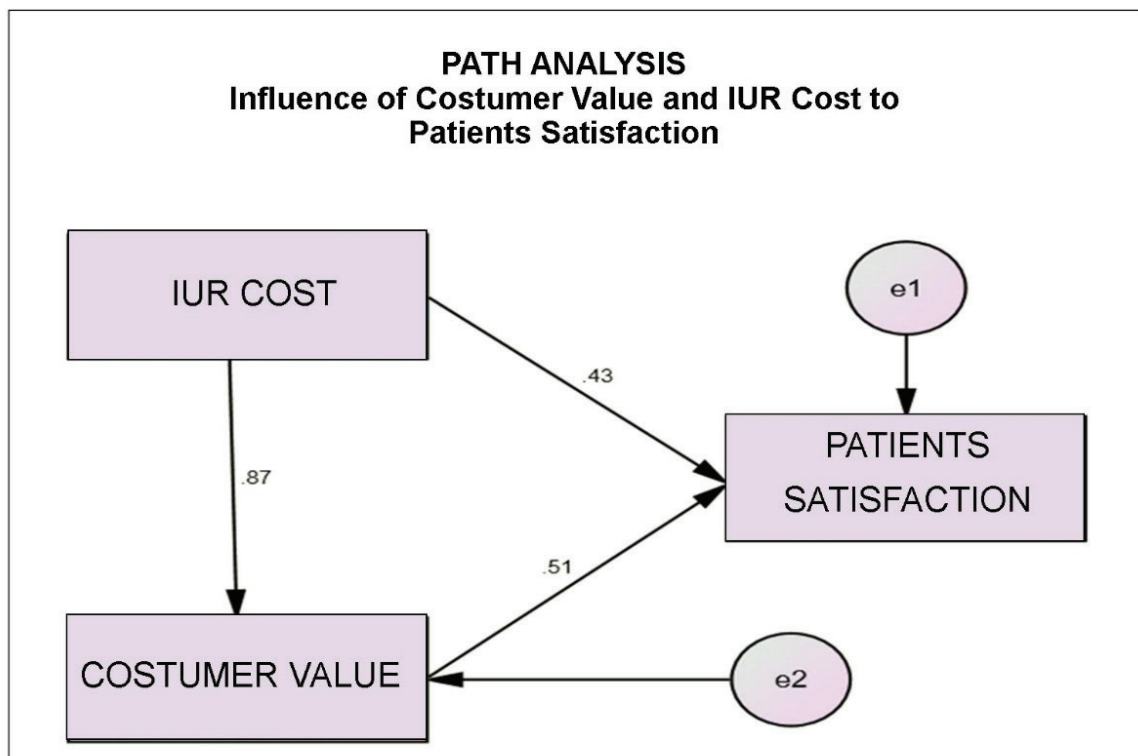 PATH ANALYSIS
Influence of Costumer Value and IUR Cost to
Patients Satisfaction
IUR COST
e1
.43
PATIENTS
SATISFACTION
.87
.51
COSTUMER VALUE
e2